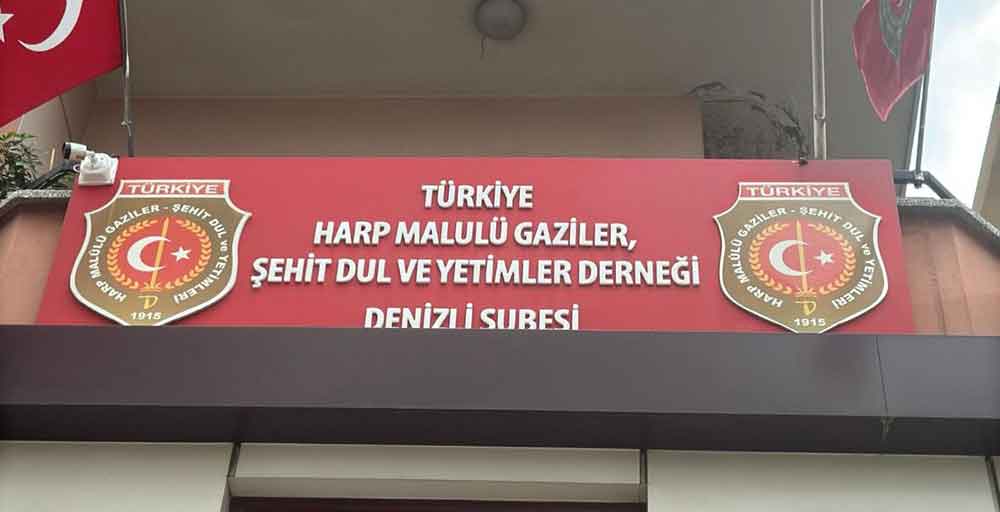 TÜRKİYE
HARP MALULÜ GAZİLER,
ŞEHİT DUL VE YETİMLER DERNEĞİ
DENİZLİ ŞUBESİ
TÜRKİYE
HARP MALULÜ GAZİLER - ŞEHİT DUL ve YETİMLERİ
1915
TÜRKİYE
HARP MALULÜ GAZİLER - ŞEHİT DUL ve YETİMLERİ
1915